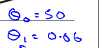 θ₀ = 50
θ₁ = 0.06